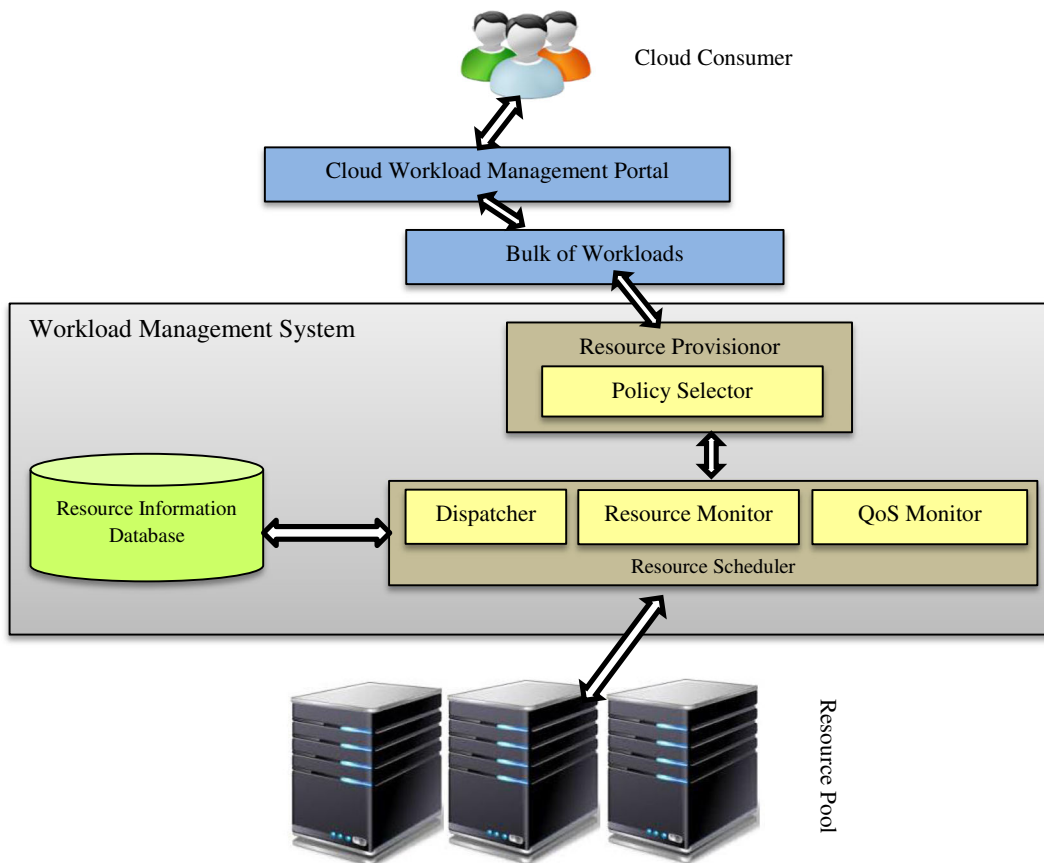 Cloud Consumer
Cloud Workload Management Portal
Bulk of Workloads
Workload Management System
Resource Provisionor
Policy Selector
Resource Information
Database
Dispatcher
Resource Monitor
QoS Monitor
Resource Scheduler
Resource Pool